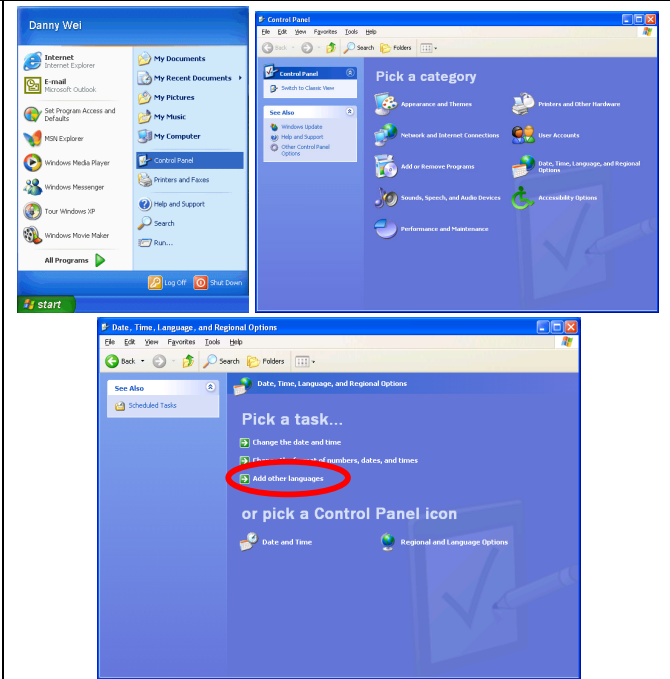 Danny Wei
Internet
Internet Explorer
E-mail
Microsoft Outlook
Set Program Access and
Defaults
MSN Explorer
Windows Media Player
Windows Messenger
Tour Windows XP
Windows Movie Maker
All Programs
My Documents
My Recent Documents
My Pictures
My Music
My Computer
Control Panel
Printers and Faxes
Help and Support
Search
Run...
Log Off
Shut Down
start
Control Panel
File Edit View Favorites Tools Help
Back Search Folders
Control Panel
Switch to Classic View
See Also
Windows Update
Help and Support
Other Control Panel
Options
Pick a category
Appearance and Themes
Printers and Other Hardware
Network and Internet Connections
User Accounts
Add or Remove Programs
Date, Time, Language, and Regional
Options
Sounds, Speech, and Audio Devices
Accessibility Options
Performance and Maintenance
Date, Time, Language, and Regional Options
File Edit View Favorites Tools Help
Back Search Folders
See Also
Scheduled Tasks
Date, Time, Language, and Regional Options
Pick a task...
Change the date and time
Change the format of numbers, dates, and times
Add other languages
or pick a Control Panel icon
Date and Time
Regional and Language Options